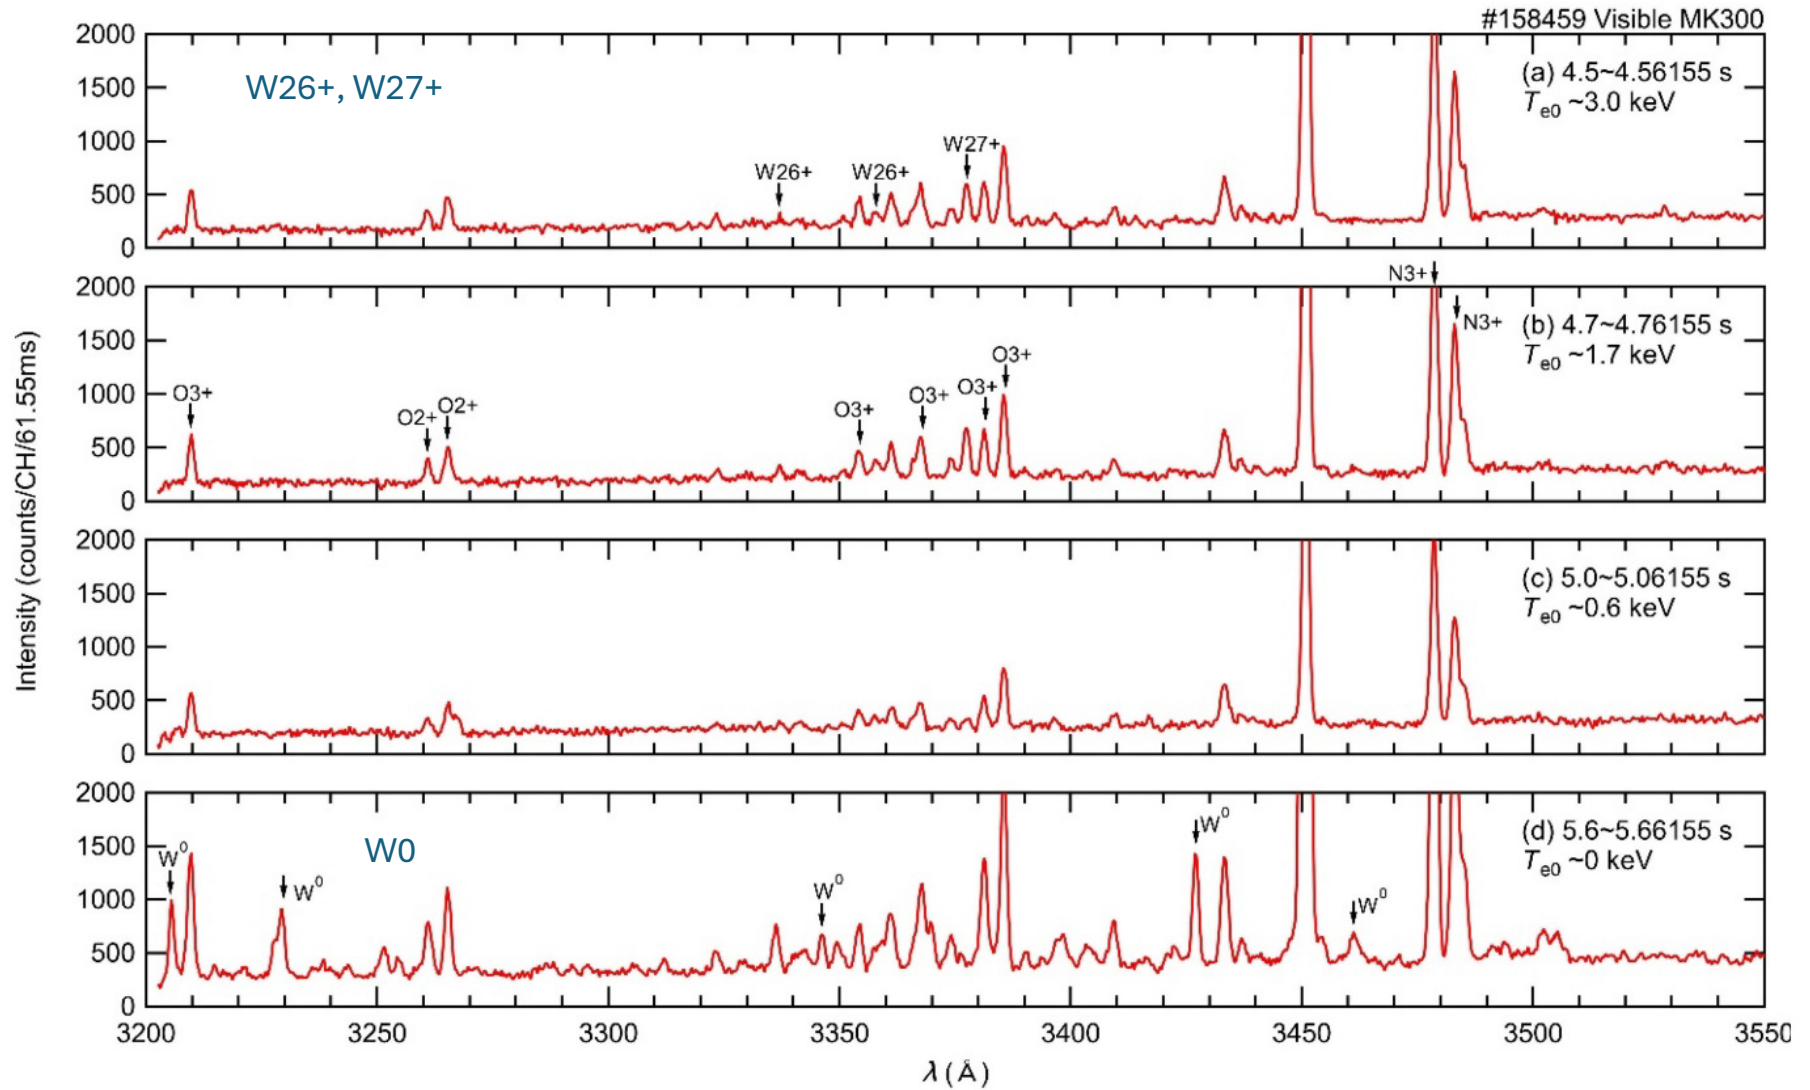 #158459 Visible MK300
2000
1500
1000
500
0
W26+, W27+
(a) 4.5~4.56155 s
Te0 ~3.0 keV
W26+
W26+
W27+
2000
1500
1000
500
0
O3+
O2+
O2+
O3+
O3+
O3+
O3+
N3+
N3+
(b) 4.7~4.76155 s
Te0 ~1.7 keV
Intensity (counts/CH/61.55ms)
2000
1500
1000
500
0
(c) 5.0~5.06155 s
Te0 ~0.6 keV
2000
1500
1000
500
0
W0
W⁰
W⁰
W⁰
W⁰
W⁰
(d) 5.6~5.66155 s
Te0 ~0 keV
3200 3250 3300 3350 3400 3450 3500 3550
λ (Å)